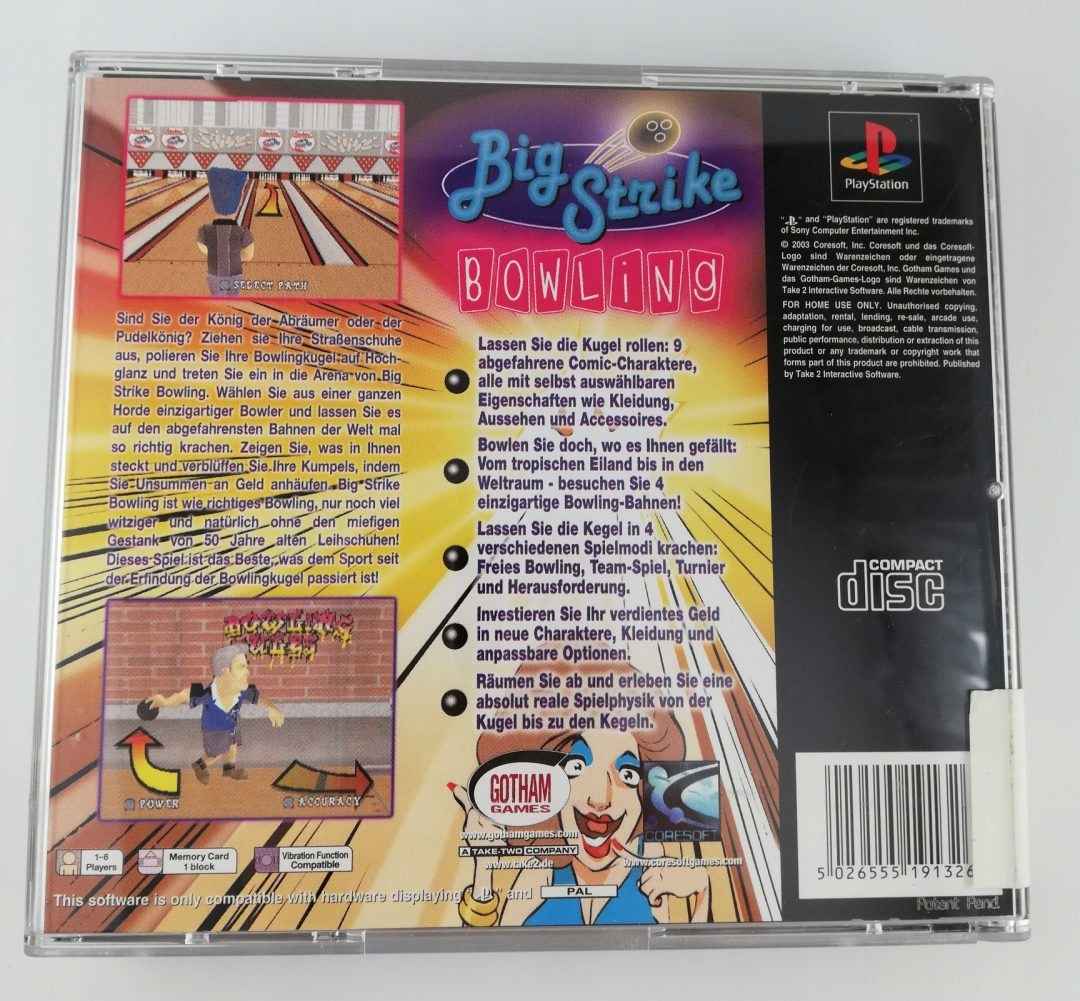 SELECT PATH
Sind Sie der König der Abräumer oder der
Pudelkönig? Ziehen sie Ihre Straßenschuhe
aus, polieren Sie Ihre Bowlingkugel auf Hoch-
glanz und treten Sie ein in die Arena von Big
Strike Bowling. Wählen Sie aus einer ganzen
Horde einzigartiger Bowler und lassen Sie es
auf den abgefahrensten Bahnen der Welt mal
so richtig krachen. Zeigen Sie, was in Ihnen
steckt und verblüffen Sie Ihre Kumpels, indem
Sie Unsummen an Geld anhäufen. Big Strike
Bowling ist wie richtiges Bowling, nur noch viel
witziger und natürlich ohne den miefigen
Gestank von 50 Jahre alten Leihschuhen!
Dieses Spiel ist das Beste, was dem Sport seit
der Erfindung der Bowlingkugel passiert ist!
BOWLING
POWER
ACCURACY
Big Strike
BOWLING
Lassen Sie die Kugel rollen: 9
abgefahrene Comic-Charaktere,
alle mit selbst auswählbaren
Eigenschaften wie Kleidung,
Aussehen und Accessoires.
Bowlen Sie doch, wo es Ihnen gefällt:
Vom tropischen Eiland bis in den
Weltraum - besuchen Sie 4
einzigartige Bowling-Bahnen!
Lassen Sie die Kegel in 4
verschiedenen Spielmodi krachen:
Freies Bowling, Team-Spiel, Turnier
und Herausforderung.
Investieren Sie Ihr verdientes Geld
in neue Charaktere, Kleidung und
anpassbare Optionen.
Räumen Sie ab und erleben Sie eine
absolut reale Spielphysik von der
Kugel bis zu den Kegeln.
GOTHAM
GAMES
www.gothamgames.com
A TAKE-TWO COMPANY
www.take2.de
CORESOFT
www.coresoftgames.com
1~6
Players
Memory Card
1 block
Vibration Function
Compatible
This software is only compatible with hardware displaying " " and PAL
PlayStation
" " and "PlayStation" are registered trademarks
of Sony Computer Entertainment Inc.
© 2003 Coresoft, Inc. Coresoft und das Coresoft-
Logo sind Warenzeichen oder eingetragene
Warenzeichen der Coresoft, Inc. Gotham Games und
das Gotham-Games-Logo sind Warenzeichen von
Take 2 Interactive Software. Alle Rechte vorbehalten.
FOR HOME USE ONLY. Unauthorised copying,
adaptation, rental, lending, re-sale, arcade use,
charging for use, broadcast, cable transmission,
public performance, distribution or extraction of this
product or any trademark or copyright work that
forms part of this product are prohibited. Published
by Take 2 Interactive Software.
COMPACT
disc
5 026555 191326
Patent Pend.